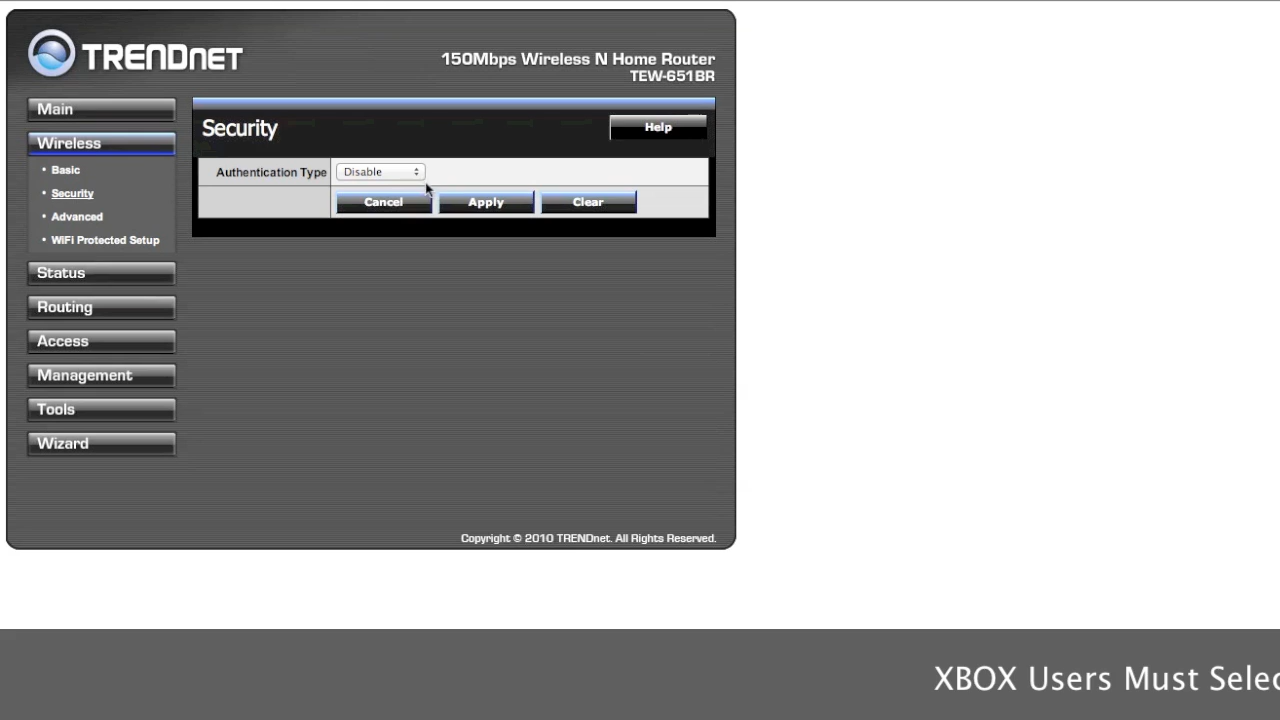 TRENDNET
150Mbps Wireless N Home Router
TEW-651BR
Main
Wireless
• Basic
• Security
• Advanced
• WiFi Protected Setup
Status
Routing
Access
Management
Tools
Wizard
Security
Help
Authentication Type
Disable
Cancel
Apply
Clear
Copyright © 2010 TRENDnet. All Rights Reserved.
XBOX Users Must Selec